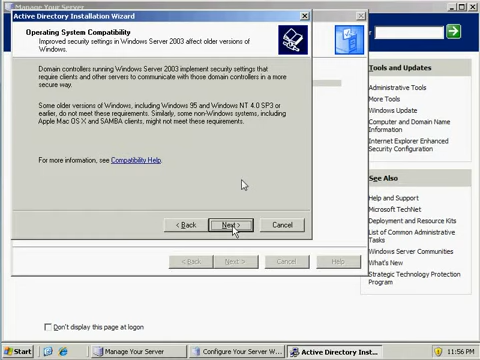 Manage Your Server
Active Directory Installation Wizard
Operating System Compatibility
Improved security settings in Windows Server 2003 affect older versions of
Windows.
Domain controllers running Windows Server 2003 implement security settings that
require clients and other servers to communicate with those domain controllers in a more
secure way.
Some older versions of Windows, including Windows 95 and Windows NT 4.0 SP3 or
earlier, do not meet these requirements. Similarly, some non-Windows systems, including
Apple Mac OS X and SAMBA clients, might not meet these requirements.
For more information, see Compatibility Help.
< Back
Next >
Cancel
< Back
Next >
Cancel
Help
Tools and Updates
Administrative Tools
More Tools
Windows Update
Computer and Domain Name
Information
Internet Explorer Enhanced
Security Configuration
See Also
Help and Support
Microsoft TechNet
Deployment and Resource Kits
List of Common Administrative
Tasks
Windows Server Communities
What's New
Strategic Technology Protection
Program
Don't display this page at logon
Start
Manage Your Server
Configure Your Server W...
Active Directory Inst...
11:56 PM